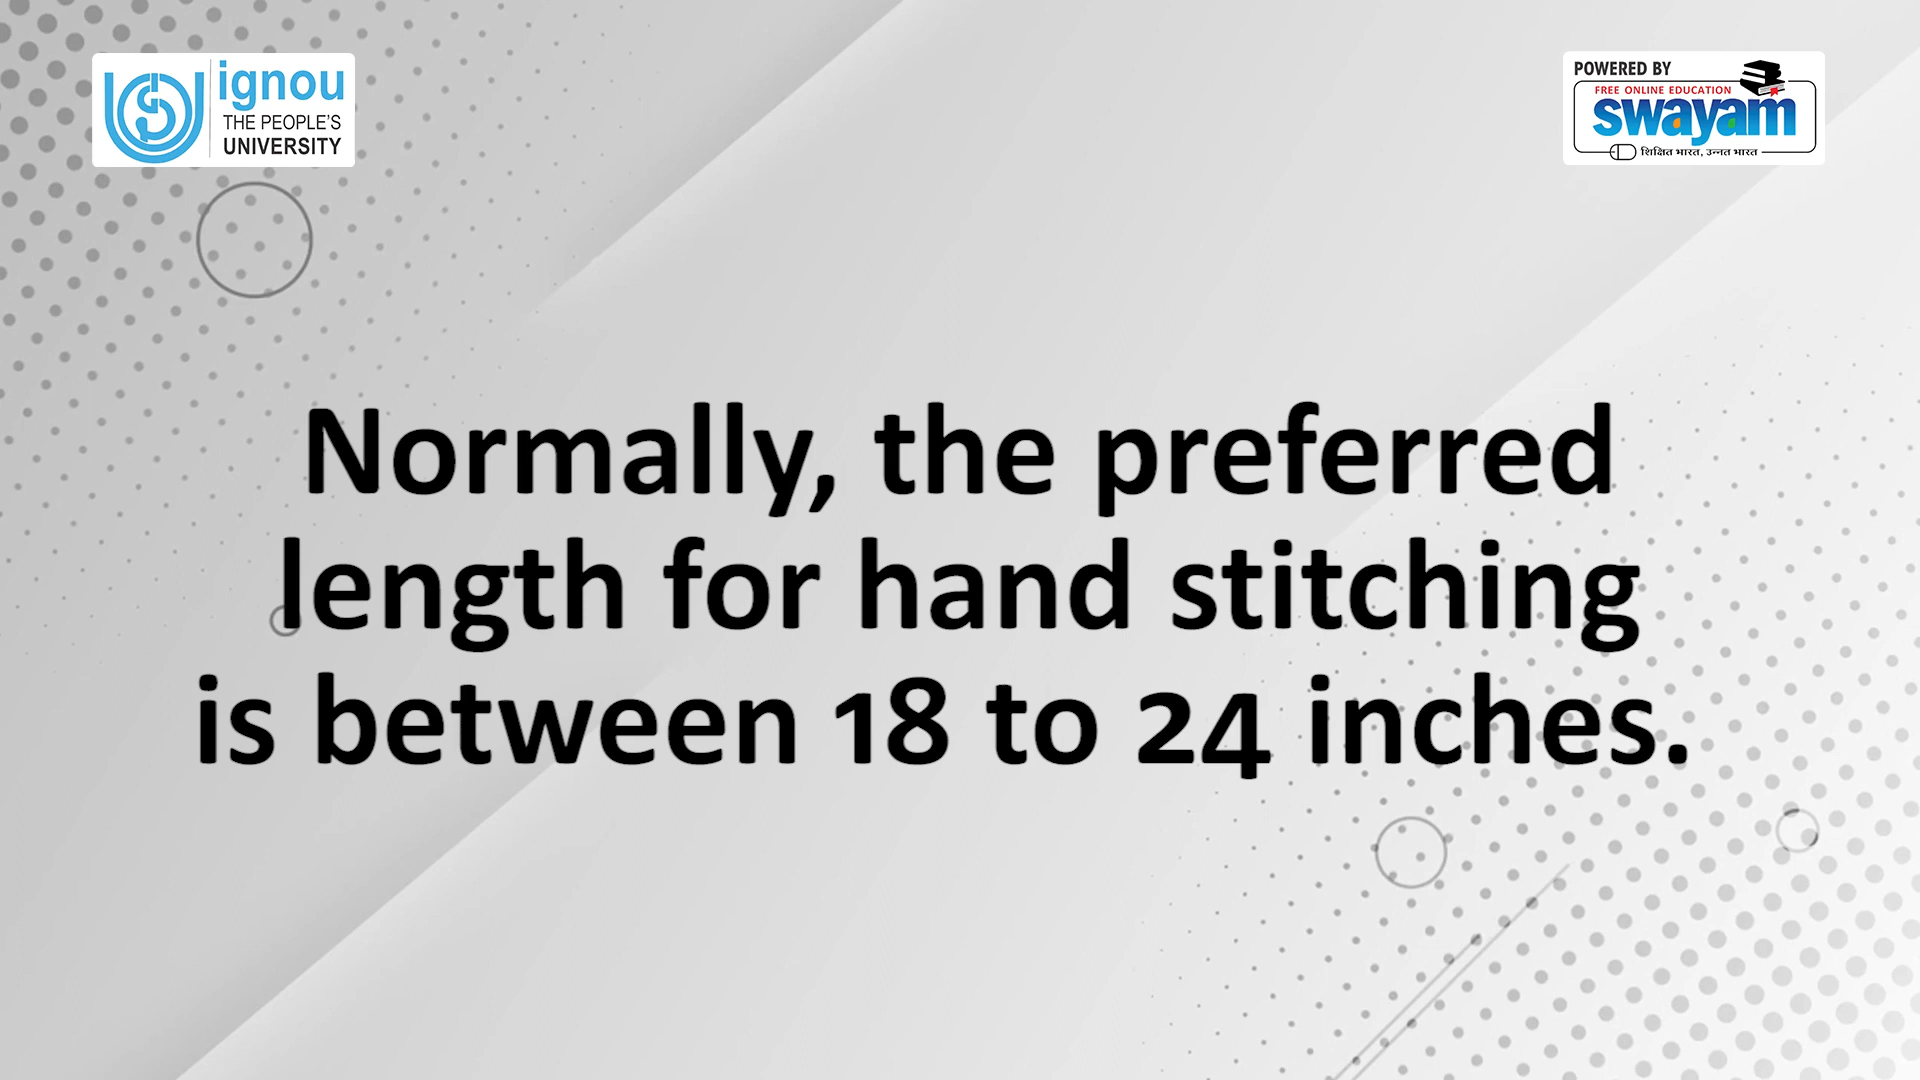 ignou
THE PEOPLE'S
UNIVERSITY
POWERED BY
FREE ONLINE EDUCATION
swayam
शिक्षित भारत, उन्नत भारत
Normally, the preferred
length for hand stitching
is between 18 to 24 inches.